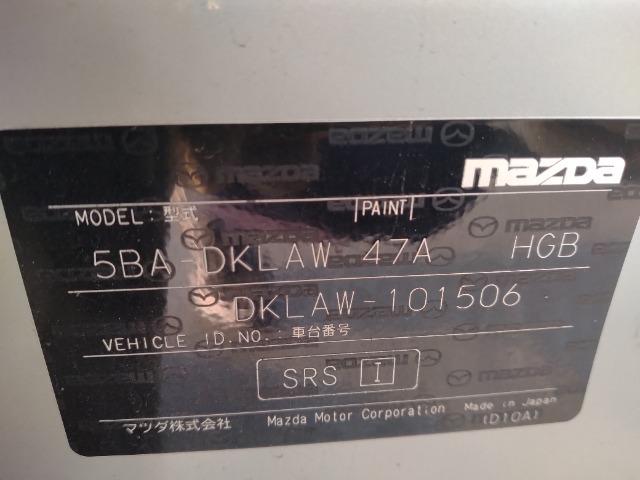 mazda
MODEL:型式 PAINT
5BA-DKLAW 47A HGB
DKLAW-101506
VEHICLE I.D.NO. 車台番号
SRS I
マツダ株式会社 Mazda Motor Corporation Made in Japan
(D10A)